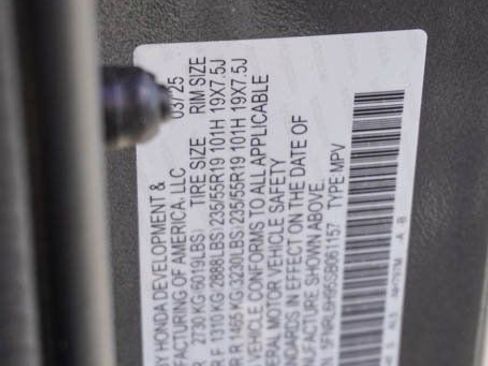 Y HONDA DEVELOPMENT &
FACTURING OF AMERICA, LLC 03/25
R 2730 KG (6019LBS) TIRE SIZE RIM SIZE
R F 1310 KG (2888LBS) 235/55R19 101H 19X7.5J
R R 1465 KG (3230LBS) 235/55R19 101H 19X7.5J
VEHICLE CONFORMS TO ALL APPLICABLE
ERAL MOTOR VEHICLE SAFETY
NDARDS IN EFFECT ON THE DATE OF
NUFACTURE SHOWN ABOVE.
TYPE:MPV